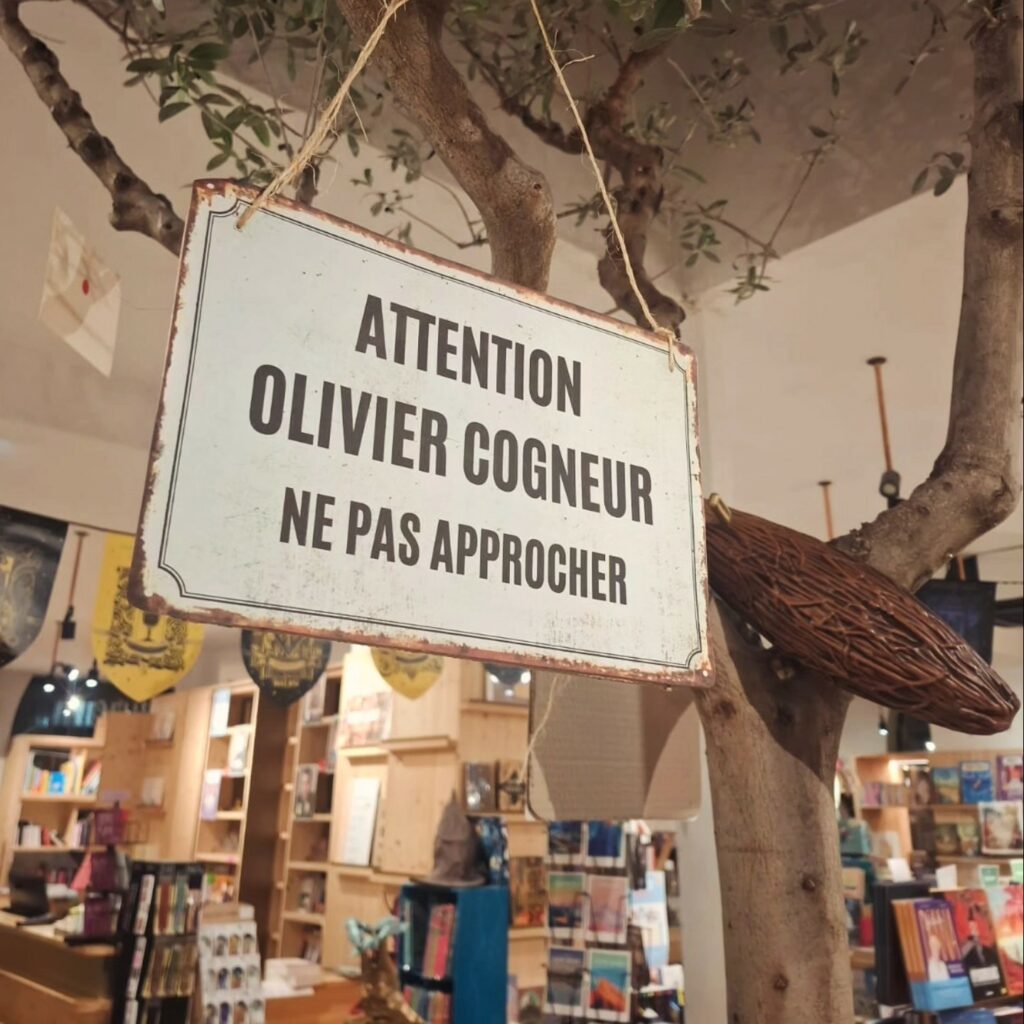 ATTENTION
OLIVIER COGNEUR
NE PAS APPROCHER